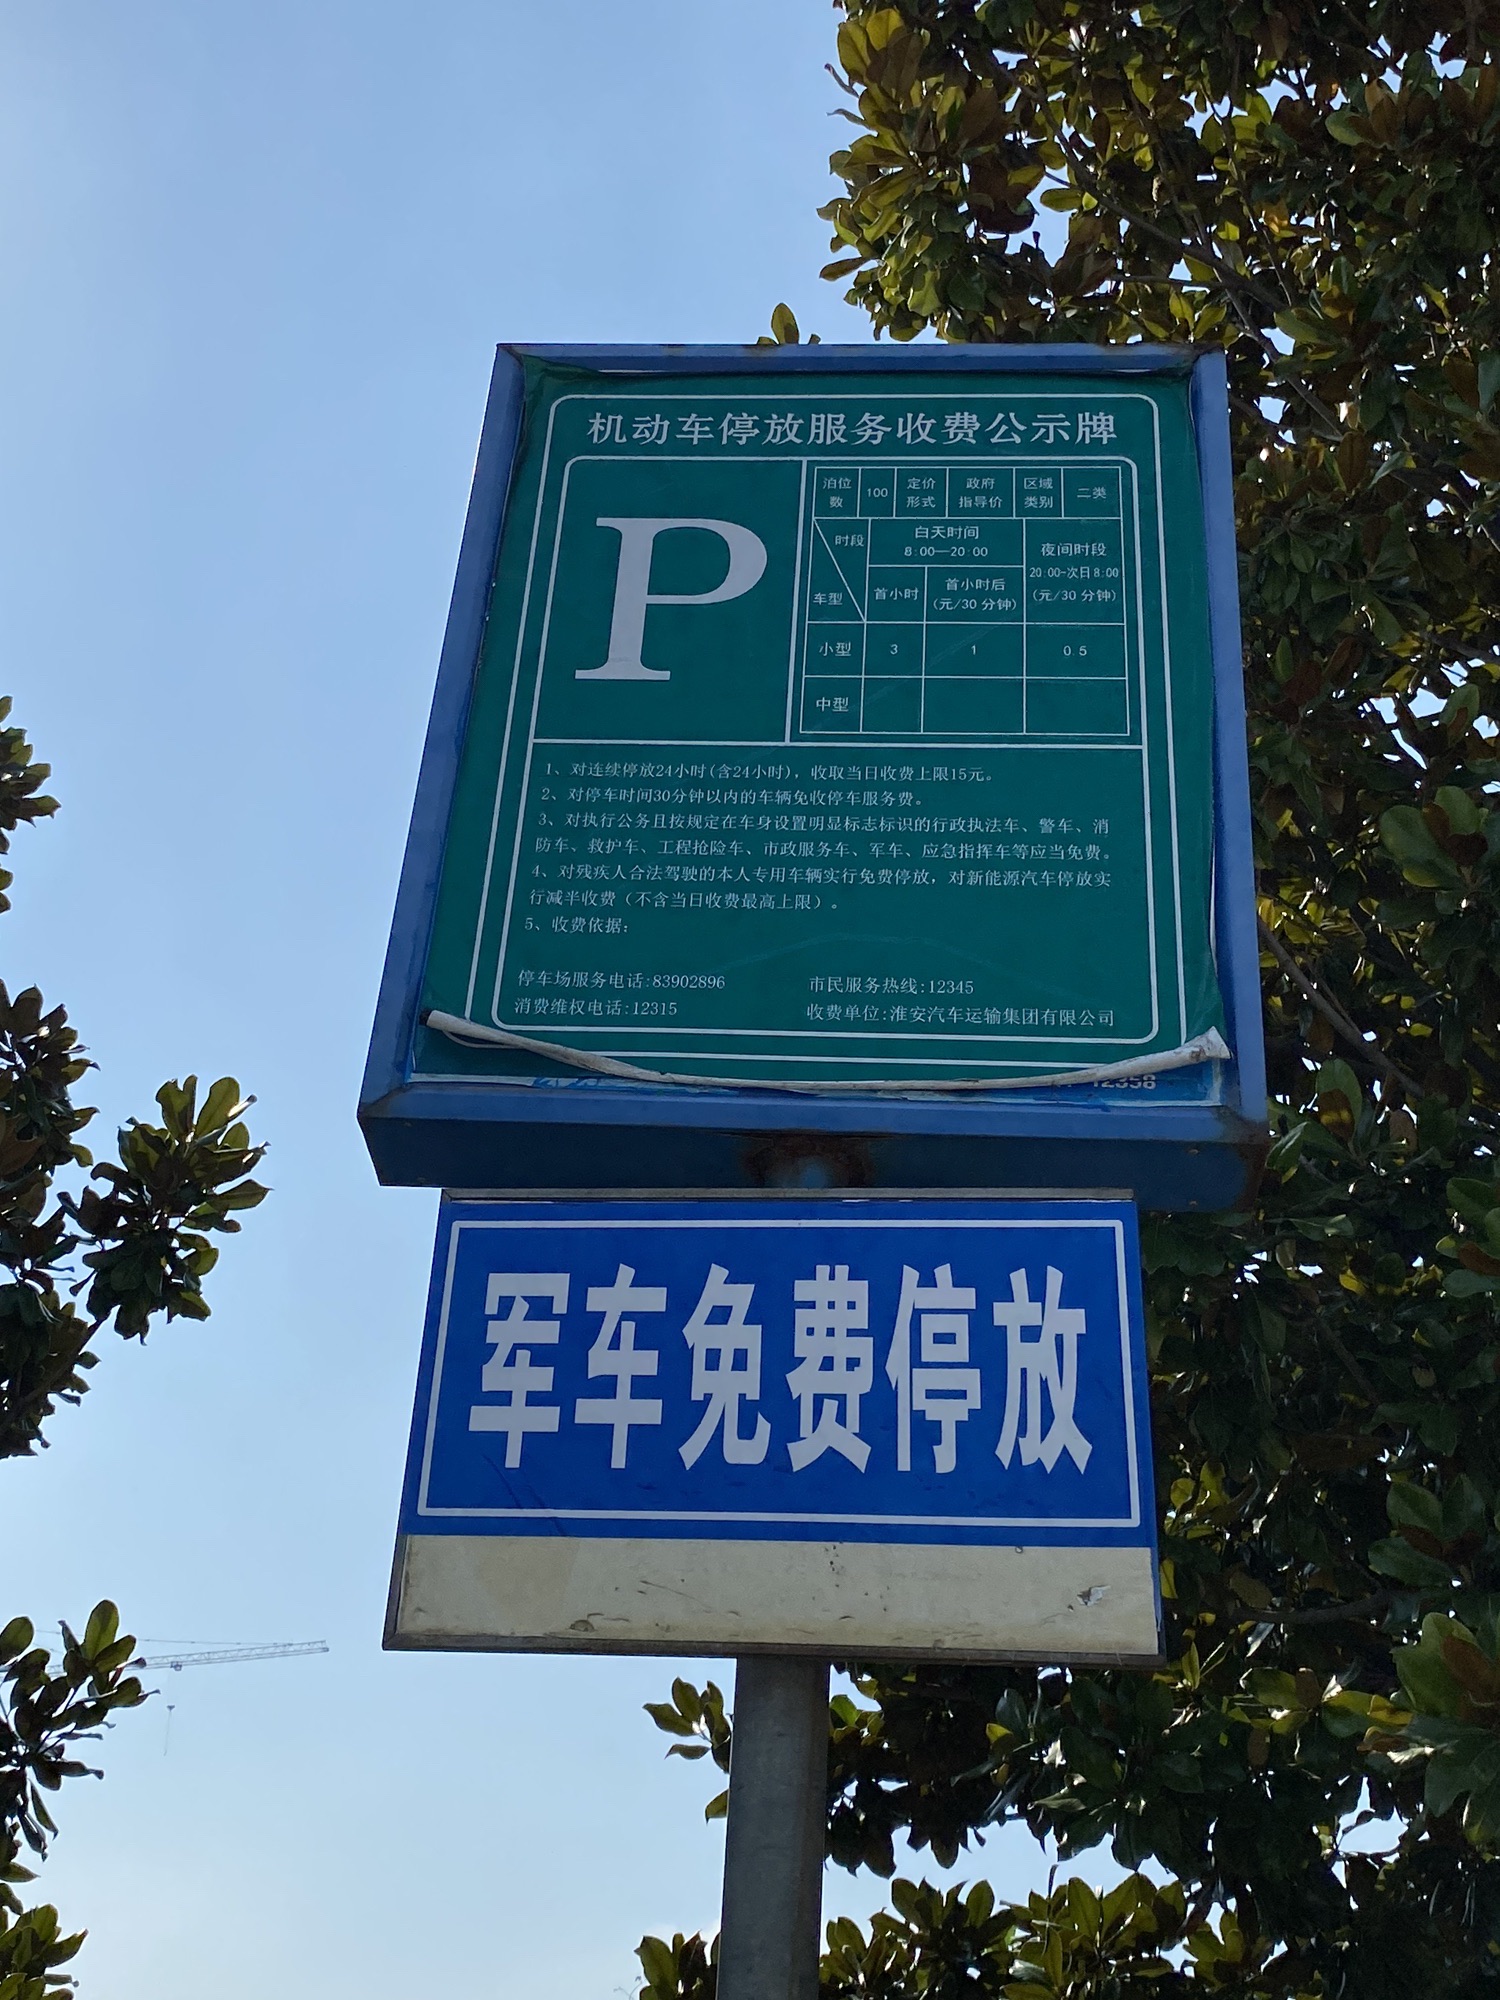 机动车停放服务收费公示牌
P
泊位数 100 定价形式 政府指导价 区域类别 二类
时段 车型 白天时间 8:00—20:00 夜间时段 20:00-次日8:00 (元/30分钟)
首小时 首小时后 (元/30分钟)
小型 3 1 0.5
中型
1、对连续停放24小时(含24小时)，收取当日收费上限15元。
2、对停车时间30分钟以内的车辆免收停车服务费。
3、对执行公务且按规定在车身设置明显标志标识的行政执法车、警车、消
防车、救护车、工程抢险车、市政服务车、军车、应急指挥车等应当免费。
4、对残疾人合法驾驶的本人专用车辆实行免费停放，对新能源汽车停放实
行减半收费（不含当日收费最高上限）。
5、收费依据:
停车场服务电话:83902896 市民服务热线:12345
消费维权电话:12315 收费单位:淮安汽车运输集团有限公司
12358
军车免费停放